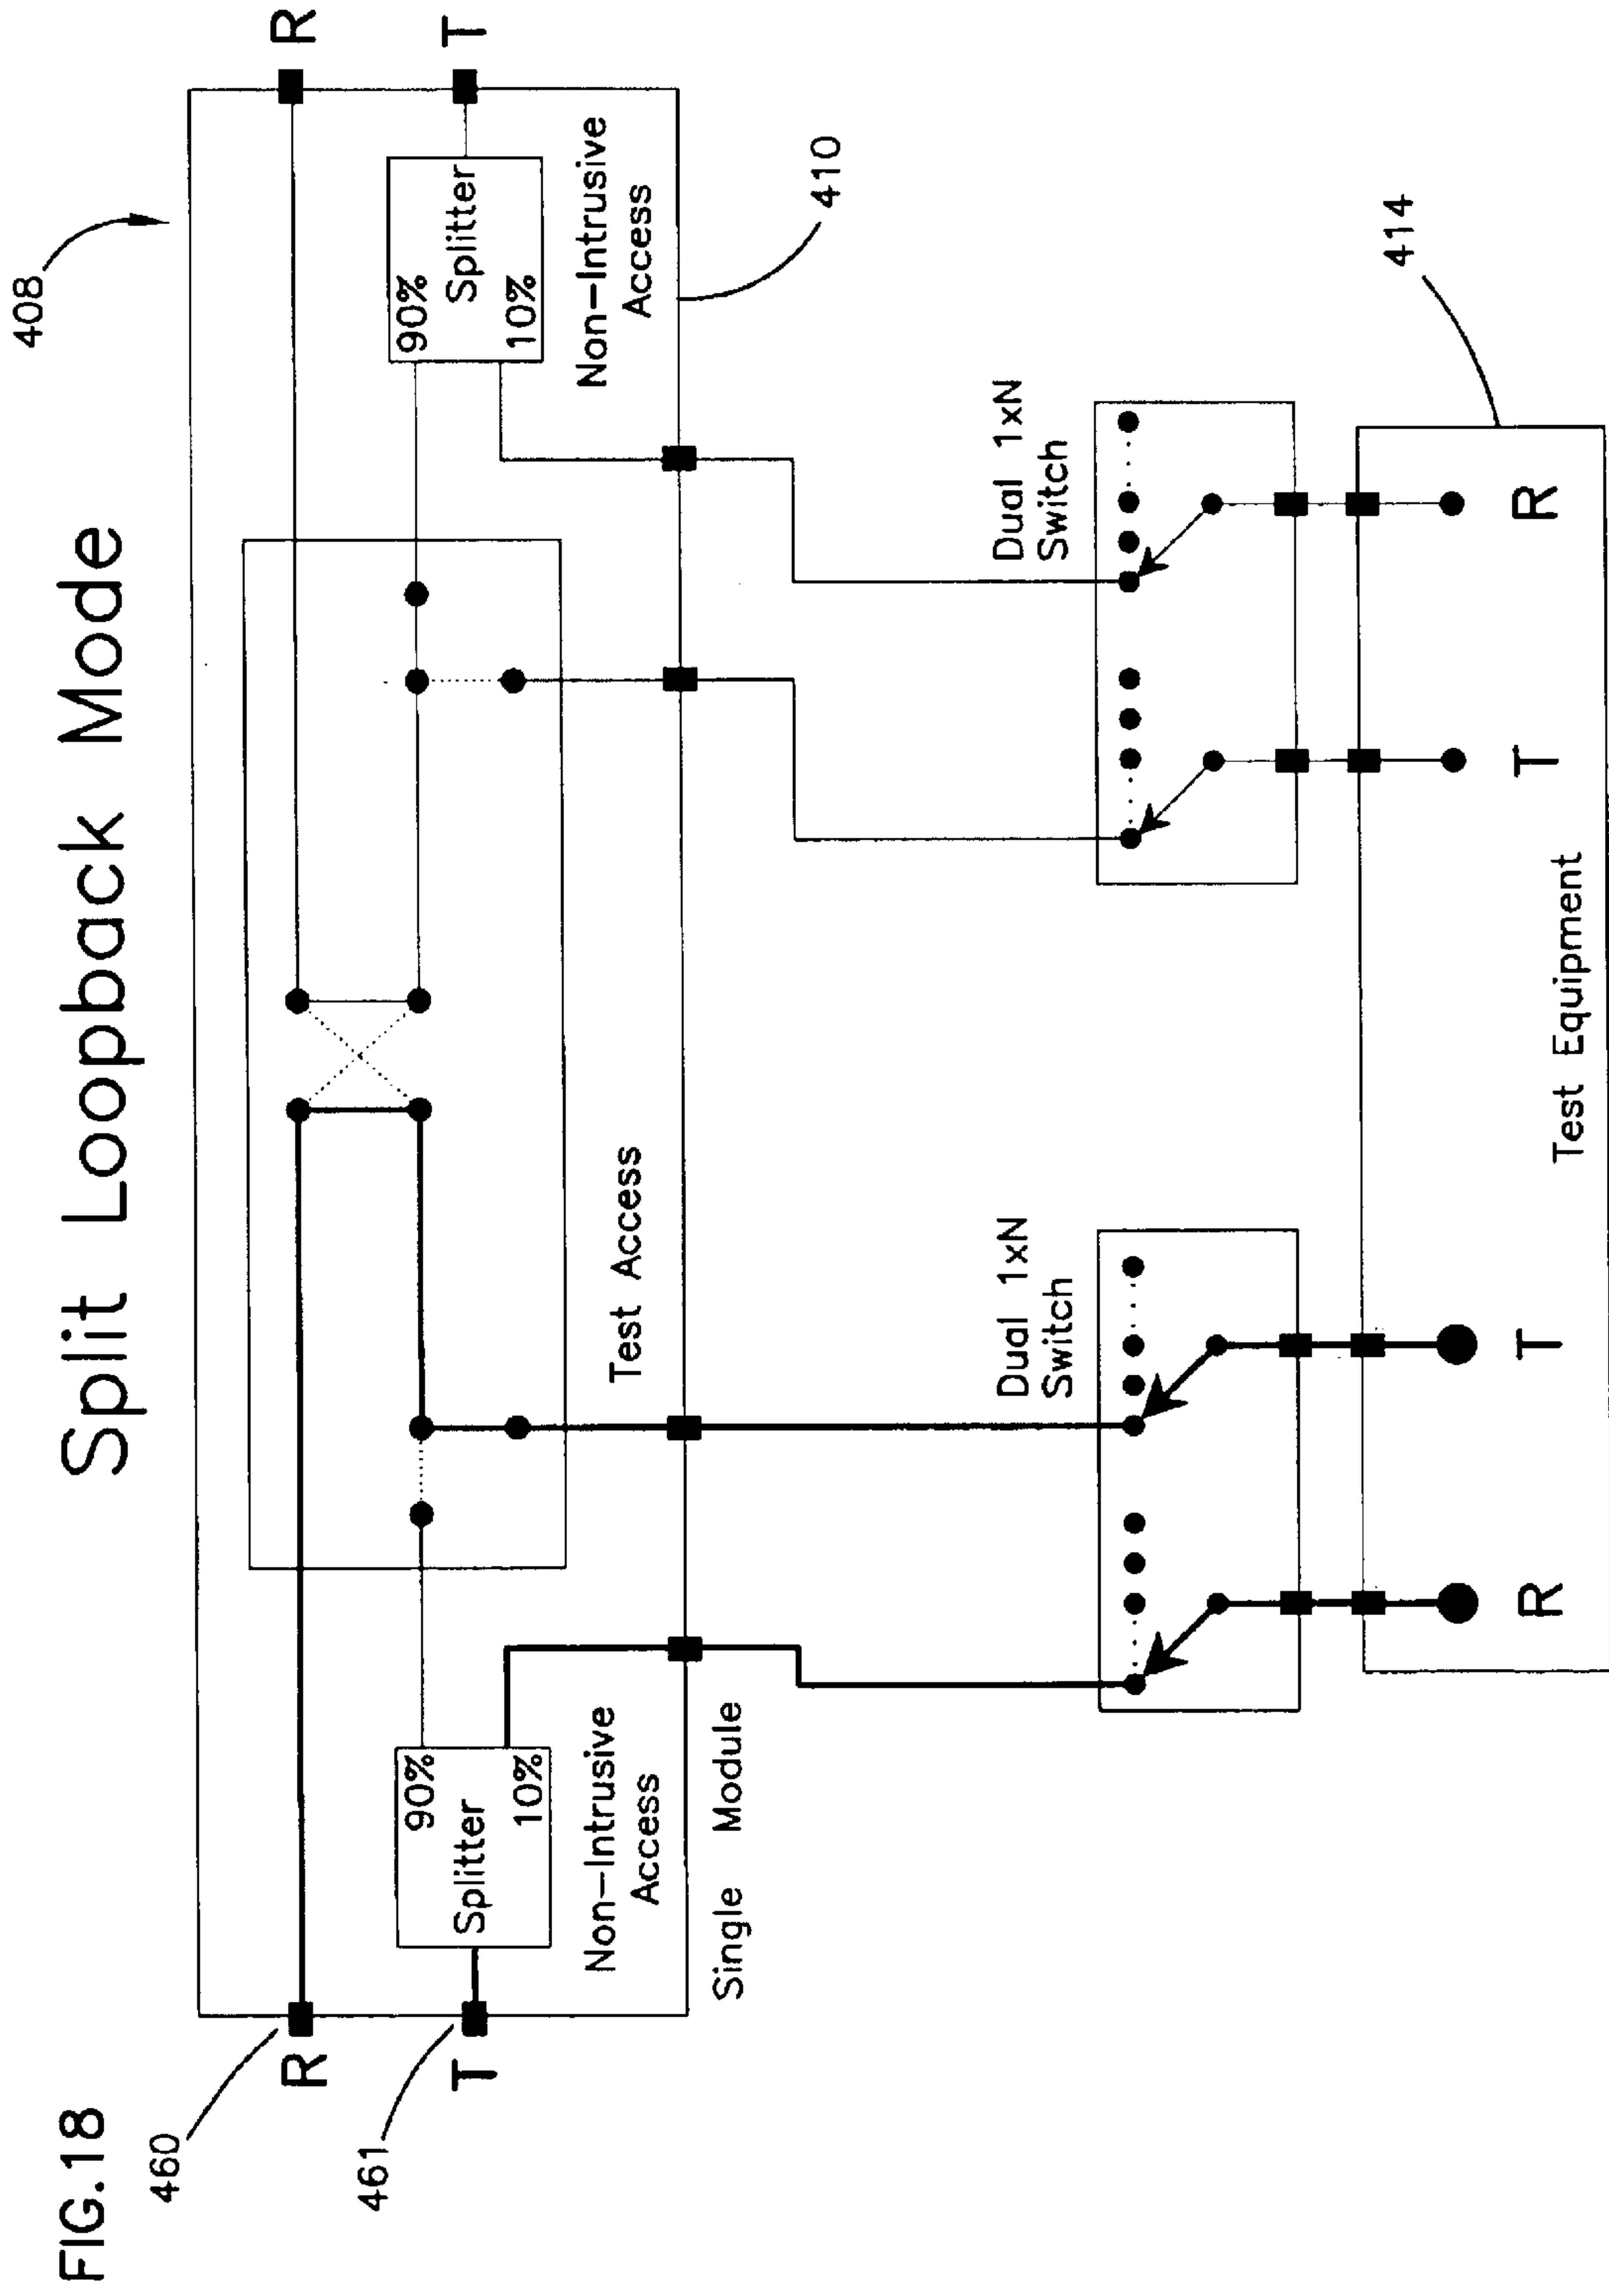 FIG.18
Split Loopback Mode
408
460
461
R
T
R
T
Splitter
90%
10%
90%
10%
Splitter
Non-Intrusive
Access
Test Access
Non-Intrusive
Access
410
Single Module
Dual 1xN
Switch
Dual 1xN
Switch
414
R
T
T
R
Test Equipment